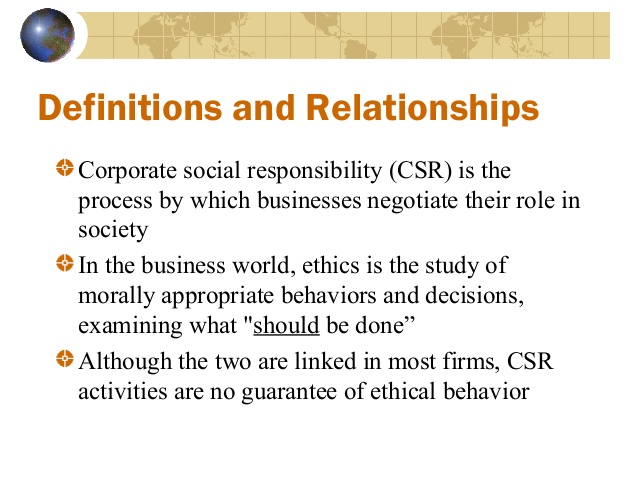 Definitions and Relationships
Corporate social responsibility (CSR) is the
process by which businesses negotiate their role in
society
In the business world, ethics is the study of
morally appropriate behaviors and decisions,
examining what "should be done”
Although the two are linked in most firms, CSR
activities are no guarantee of ethical behavior